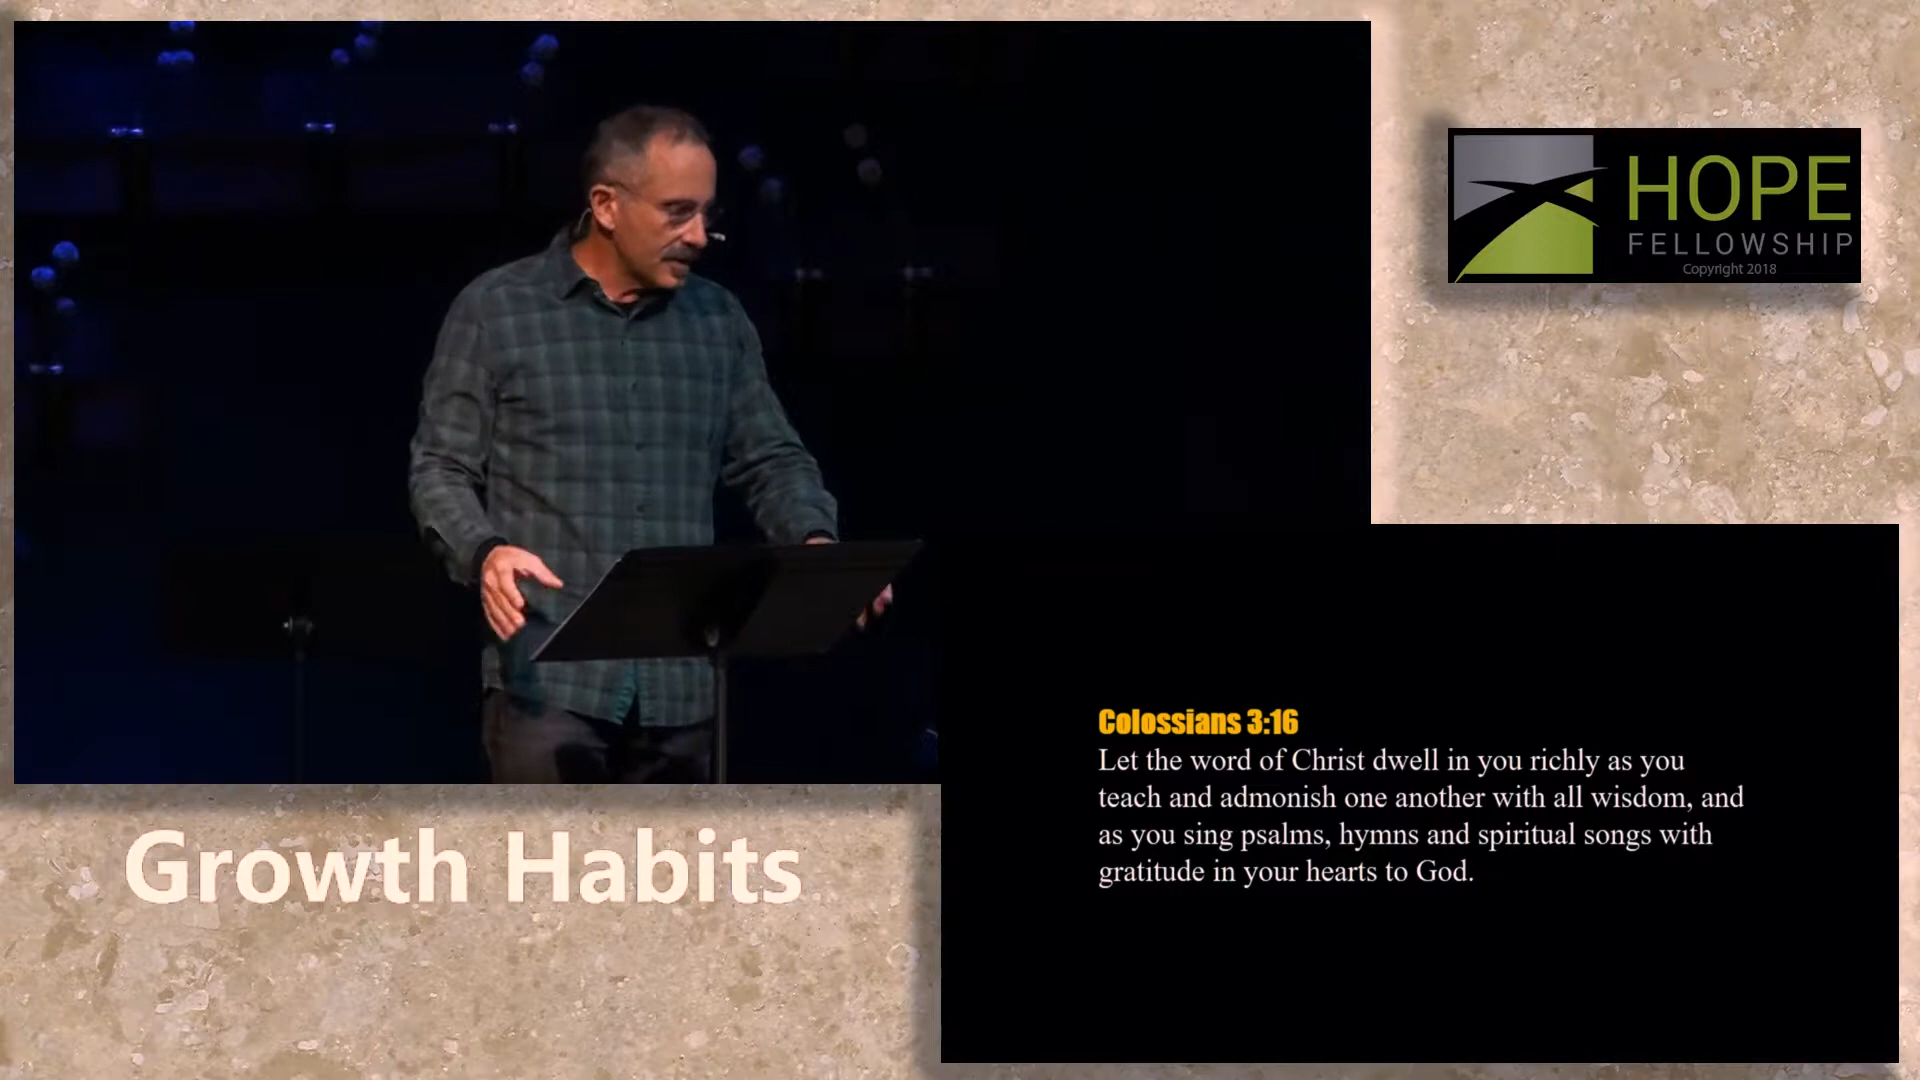 HOPE
FELLOWSHIP
Copyright 2018
Colossians 3:16
Let the word of Christ dwell in you richly as you
teach and admonish one another with all wisdom, and
as you sing psalms, hymns and spiritual songs with
gratitude in your hearts to God.
Growth Habits